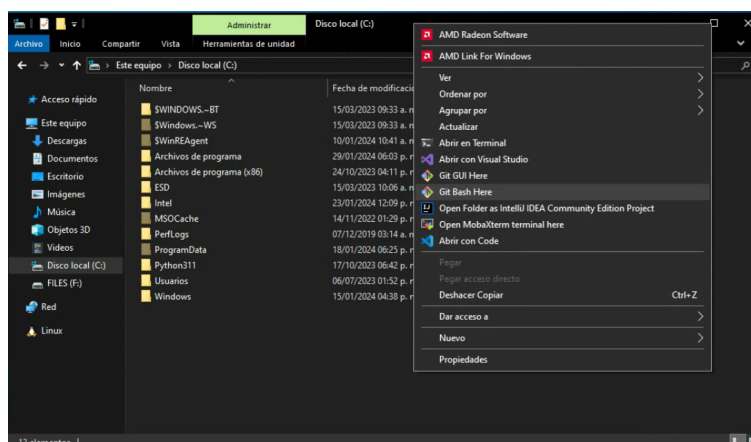 Administrar
Disco local (C:)
Archivo Inicio Compartir Vista Herramientas de unidad
Este equipo > Disco local (C:)
Acceso rápido
Este equipo
Descargas
Documentos
Escritorio
Imágenes
Música
Objetos 3D
Videos
Disco local (C:)
FILES (F:)
Red
Linux
Nombre Fecha de modificació
$WINDOWS.~BT 15/03/2023 09:33 a. n
$Windows.~WS 15/03/2023 09:33 a. n
$WinREAgent 10/01/2024 10:41 a. n
Archivos de programa 29/01/2024 06:03 p. r
Archivos de programa (x86) 24/10/2023 04:11 p. r
ESD 15/03/2023 10:06 a. n
Intel 23/01/2024 12:09 p. r
MSOCache 14/11/2022 01:29 p. r
PerfLogs 07/12/2019 03:14 a. n
ProgramData 18/01/2024 06:25 p. r
Python311 17/10/2023 06:42 p. r
Usuarios 06/07/2023 01:52 p. r
Windows 15/01/2024 04:38 p. r
AMD Radeon Software
AMD Link For Windows
Ver
Ordenar por
Agrupar por
Actualizar
Abrir en Terminal
Abrir con Visual Studio
Git GUI Here
Git Bash Here
Open Folder as IntelliJ IDEA Community Edition Project
Open MobaXterm terminal here
Abrir con Code
Pegar
Pegar acceso directo
Deshacer Copiar Ctrl+Z
Dar acceso a
Nuevo
Propiedades